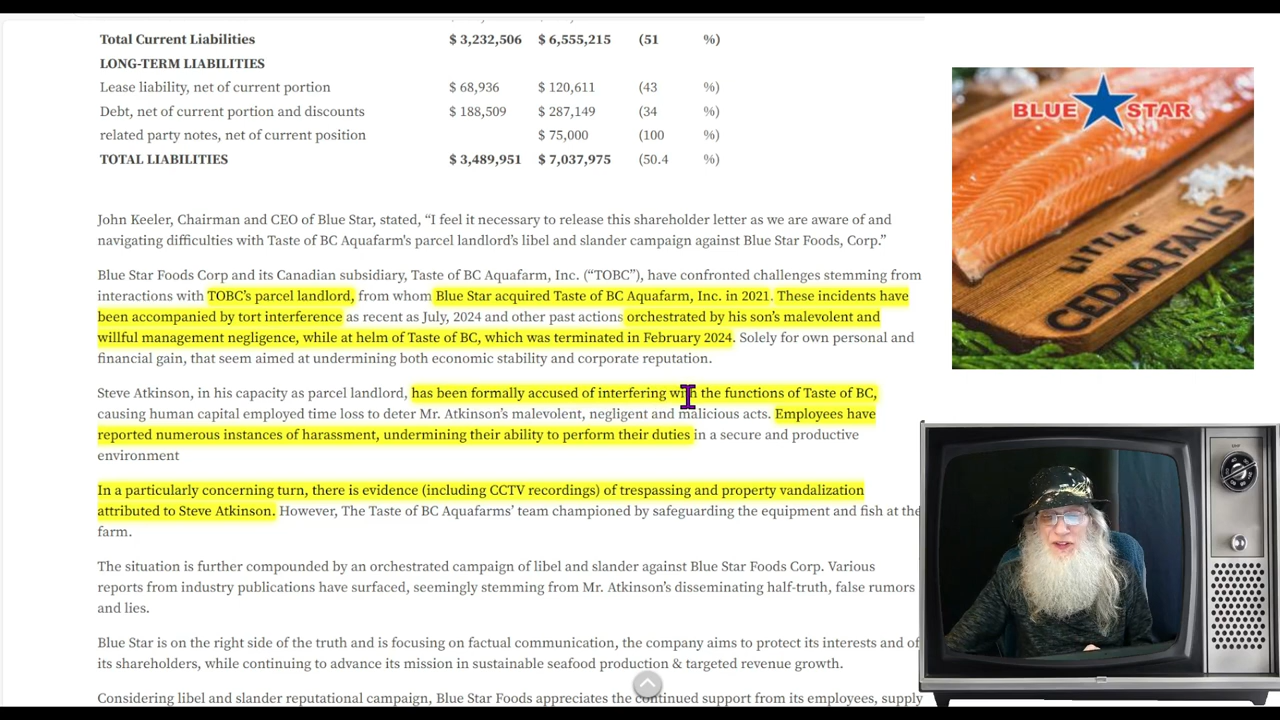 Total Current Liabilities $ 3,232,506 $ 6,555,215 (51 %)
LONG-TERM LIABILITIES
Lease liability, net of current portion $ 68,936 $ 120,611 (43 %)
Debt, net of current portion and discounts $ 188,509 $ 287,149 (34 %)
related party notes, net of current position $ 75,000 (100 %)
TOTAL LIABILITIES $ 3,489,951 $ 7,037,975 (50.4 %)
John Keeler, Chairman and CEO of Blue Star, stated, “I feel it necessary to release this shareholder letter as we are aware of and
navigating difficulties with Taste of BC Aquafarm's parcel landlord’s libel and slander campaign against Blue Star Foods, Corp.”
Blue Star Foods Corp and its Canadian subsidiary, Taste of BC Aquafarm, Inc. (“TOBC”), have confronted challenges stemming from
interactions with TOBC’s parcel landlord, from whom Blue Star acquired Taste of BC Aquafarm, Inc. in 2021. These incidents have
been accompanied by tort interference as recent as July, 2024 and other past actions orchestrated by his son’s malevolent and
willful management negligence, while at helm of Taste of BC, which was terminated in February 2024. Solely for own personal and
financial gain, that seem aimed at undermining both economic stability and corporate reputation.
Steve Atkinson, in his capacity as parcel landlord, has been formally accused of interfering with the functions of Taste of BC,
causing human capital employed time loss to deter Mr. Atkinson’s malevolent, negligent and malicious acts. Employees have
reported numerous instances of harassment, undermining their ability to perform their duties in a secure and productive
environment
In a particularly concerning turn, there is evidence (including CCTV recordings) of trespassing and property vandalization
attributed to Steve Atkinson. However, The Taste of BC Aquafarms’ team championed by safeguarding the equipment and fish at the
farm.
The situation is further compounded by an orchestrated campaign of libel and slander against Blue Star Foods Corp. Various
reports from industry publications have surfaced, seemingly stemming from Mr. Atkinson’s disseminating half-truth, false rumors
and lies.
Blue Star is on the right side of the truth and is focusing on factual communication, the company aims to protect its interests and of
its shareholders, while continuing to advance its mission in sustainable seafood production & targeted revenue growth.
Considering libel and slander reputational campaign, Blue Star Foods appreciates the continued support from its employees, supply
BLUE STAR
LITTLE
CEDAR FALLS